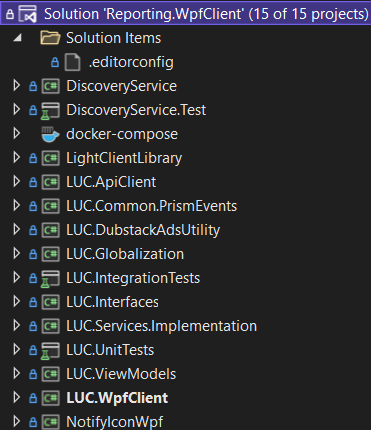 Solution 'Reporting.WpfClient' (15 of 15 projects)
Solution Items
.editorconfig
DiscoveryService
DiscoveryService.Test
docker-compose
LightClientLibrary
LUC.ApiClient
LUC.Common.PrismEvents
LUC.DubstackAdsUtility
LUC.Globalization
LUC.IntegrationTests
LUC.Interfaces
LUC.Services.Implementation
LUC.UnitTests
LUC.ViewModels
LUC.WpfClient
NotifyIconWpf